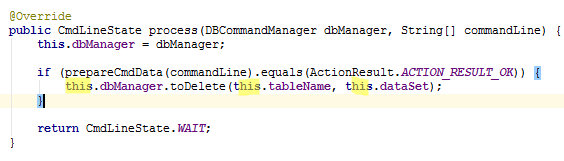 @Override
public CmdLineState process(DBCommandManager dbManager, String[] commandLine) {
this.dbManager = dbManager;
if (prepareCmdData(commandLine).equals(ActionResult.ACTION_RESULT_OK)) {
this.dbManager.toDelete(this.tableName, this.dataSet);
}
return CmdLineState.WAIT;
}